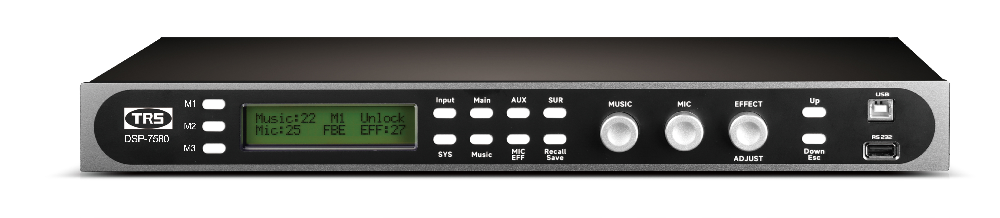 TRS
DSP-7580
M1
M2
M3
Music:22 M1 Unlock
Mic:25 FBE EFF:27
Input Main AUX SUR
SYS Music MIC EFF Recall Save
MUSIC MIC EFFECT
ADJUST
Up
Down
Esc
USB
RS 232